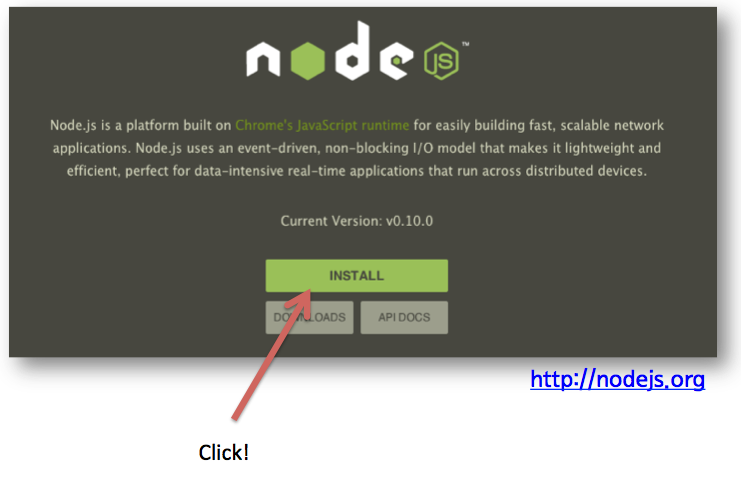 node JS™
Node.js is a platform built on Chrome's JavaScript runtime for easily building fast, scalable network
applications. Node.js uses an event-driven, non-blocking I/O model that makes it lightweight and
efficient, perfect for data-intensive real-time applications that run across distributed devices.
Current Version: v0.10.0
INSTALL
DOWNLOADS API DOCS
http://nodejs.org
Click!